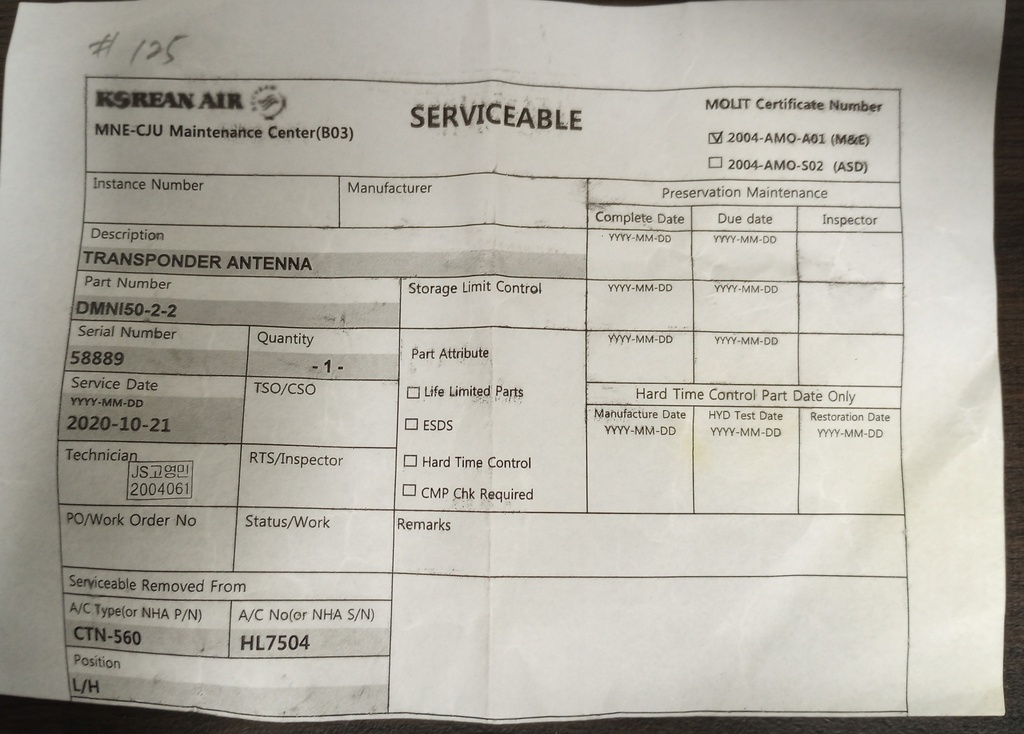 # 125
KOREAN AIR
MNE-CJU Maintenance Center(B03)
SERVICEABLE
MOLIT Certificate Number
☑ 2004-AMO-A01 (M&E)
☐ 2004-AMO-S02 (ASD)
Instance Number
Manufacturer
Preservation Maintenance
Complete Date
Due date
Inspector
YYYY-MM-DD
YYYY-MM-DD
Description
TRANSPONDER ANTENNA
Part Number
DMNI50-2-2
Storage Limit Control
YYYY-MM-DD
YYYY-MM-DD
Serial Number
58889
Quantity
- 1 -
Part Attribute
☐ Life Limited Parts
☐ ESDS
☐ Hard Time Control
☐ CMP Chk Required
YYYY-MM-DD
YYYY-MM-DD
Hard Time Control Part Date Only
Manufacture Date
YYYY-MM-DD
HYD Test Date
YYYY-MM-DD
Restoration Date
YYYY-MM-DD
Service Date
YYYY-MM-DD
2020-10-21
TSO/CSO
Technician
JS고영민
2004061
RTS/Inspector
PO/Work Order No
Status/Work
Remarks
Serviceable Removed From
A/C Type(or NHA P/N)
CTN-560
A/C No(or NHA S/N)
HL7504
Position
L/H